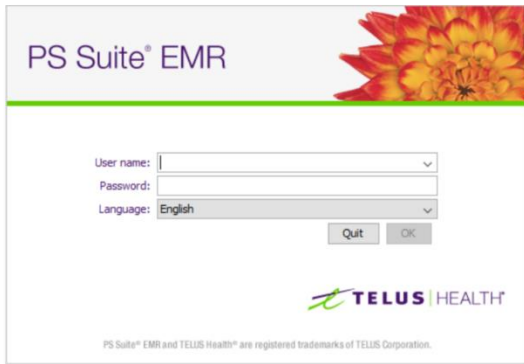 PS Suite® EMR
User name:
Password:
Language: English
Quit OK
TELUS HEALTH®
PS Suite® EMR and TELUS Health® are registered trademarks of TELUS Corporation.